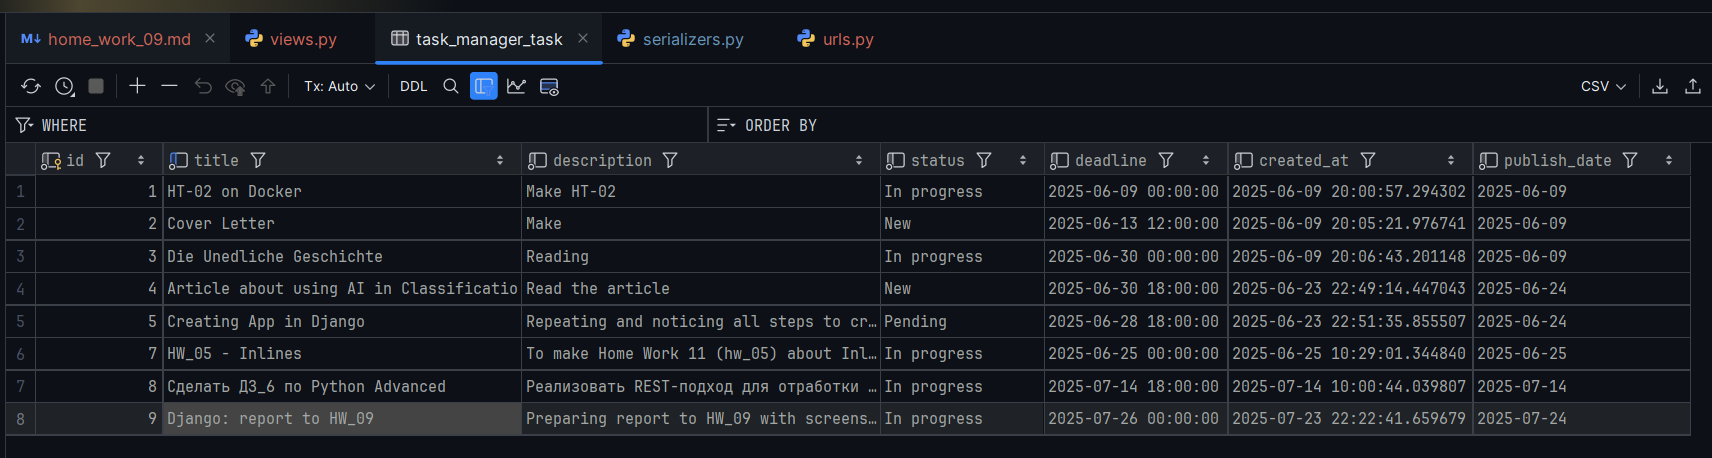 M↓ home_work_09.md × views.py task_manager_task × serializers.py urls.py
Tx: Auto DDL CSV
WHERE ORDER BY
id title description status deadline created_at publish_date
1 1 HT-02 on Docker Make HT-02 In progress 2025-06-09 00:00:00 2025-06-09 20:00:57.294302 2025-06-09
2 2 Cover Letter Make New 2025-06-13 12:00:00 2025-06-09 20:05:21.976741 2025-06-09
3 3 Die Unedliche Geschichte Reading In progress 2025-06-30 00:00:00 2025-06-09 20:06:43.201148 2025-06-09
4 4 Article about using AI in Classificatio Read the article New 2025-06-30 18:00:00 2025-06-23 22:49:14.447043 2025-06-24
5 5 Creating App in Django Repeating and noticing all steps to cr… Pending 2025-06-28 18:00:00 2025-06-23 22:51:35.855507 2025-06-24
6 7 HW_05 - Inlines To make Home Work 11 (hw_05) about Inl… In progress 2025-06-25 00:00:00 2025-06-25 10:29:01.344840 2025-06-25
7 8 Сделать ДЗ_6 по Python Advanced Реализовать REST-подход для отработки … In progress 2025-07-14 18:00:00 2025-07-14 10:00:44.039807 2025-07-14
8 9 Django: report to HW_09 Preparing report to HW_09 with screens… In progress 2025-07-26 00:00:00 2025-07-23 22:22:41.659679 2025-07-24